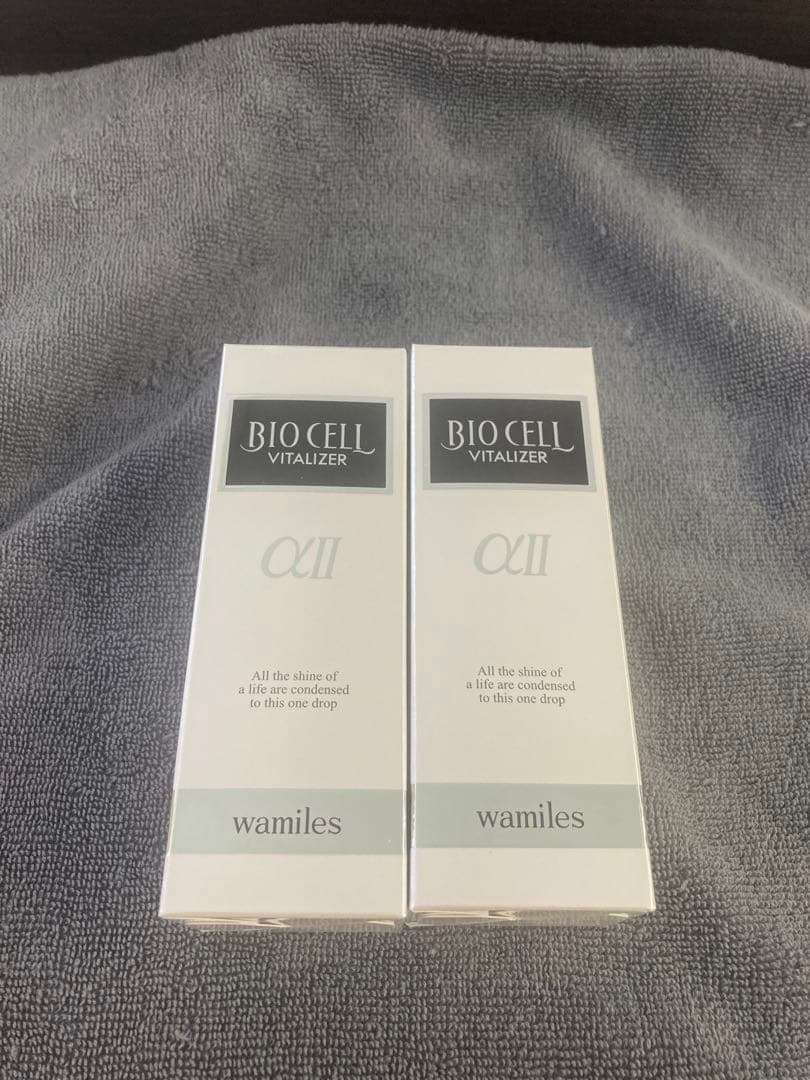 BIO CELL
VITALIZER
αII
All the shine of
a life are condensed
to this one drop
wamiles
BIO CELL
VITALIZER
αII
All the shine of
a life are condensed
to this one drop
wamiles